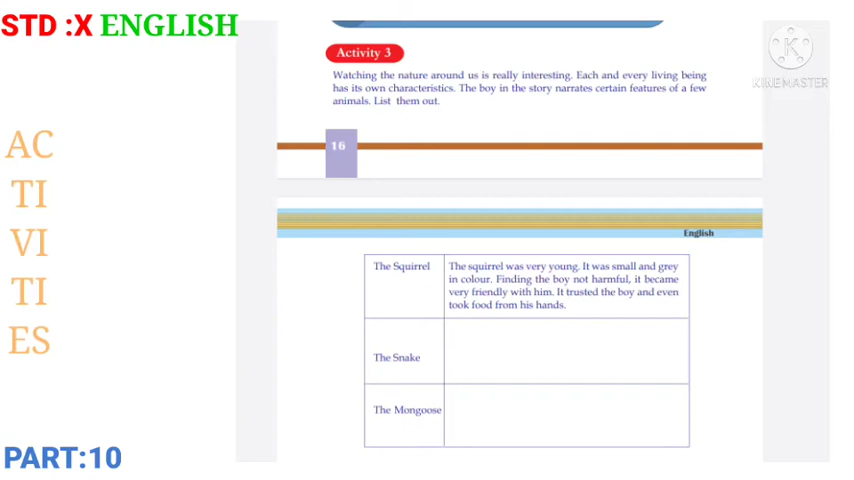 STD :X ENGLISH
Activity 3
Watching the nature around us is really interesting. Each and every living being
has its own characteristics. The boy in the story narrates certain features of a few
animals. List them out.
K
KINEMASTER
AC
TI
VI
TI
ES
16
English
The Squirrel
The squirrel was very young. It was small and grey
in colour. Finding the boy not harmful, it became
very friendly with him. It trusted the boy and even
took food from his hands.
The Snake
The Mongoose
PART:10